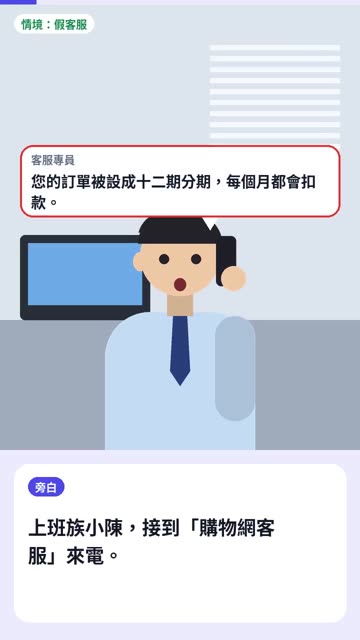 情境：假客服
客服專員
您的訂單被設成十二期分期，每個月都會扣
款。
旁白
上班族小陳，接到「購物網客
服」來電。